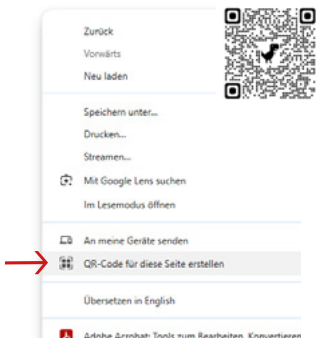 Zurück
Vorwärts
Neu laden
Speichern unter...
Drucken...
Streamen...
Mit Google Lens suchen
Im Lesemodus öffnen
An meine Geräte senden
QR-Code für diese Seite erstellen
Übersetzen in English
Adobe Acrobat: Tools zum Bearbeiten, Konvertieren